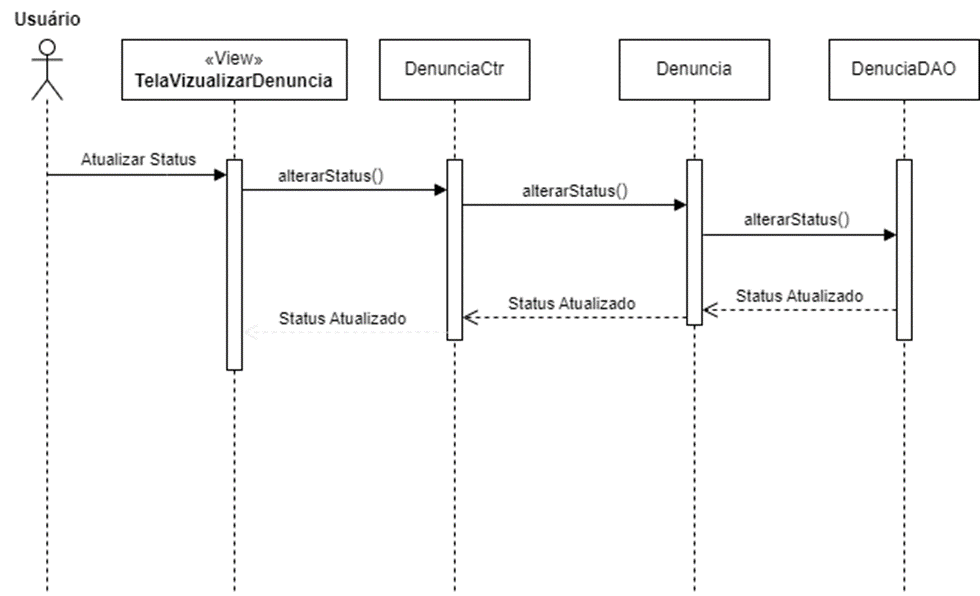 Usuário
«View»
TelaVizualizarDenuncia
DenunciaCtr
Denuncia
DenuciaDAO
Atualizar Status
alterarStatus()
alterarStatus()
alterarStatus()
Status Atualizado
Status Atualizado
Status Atualizado